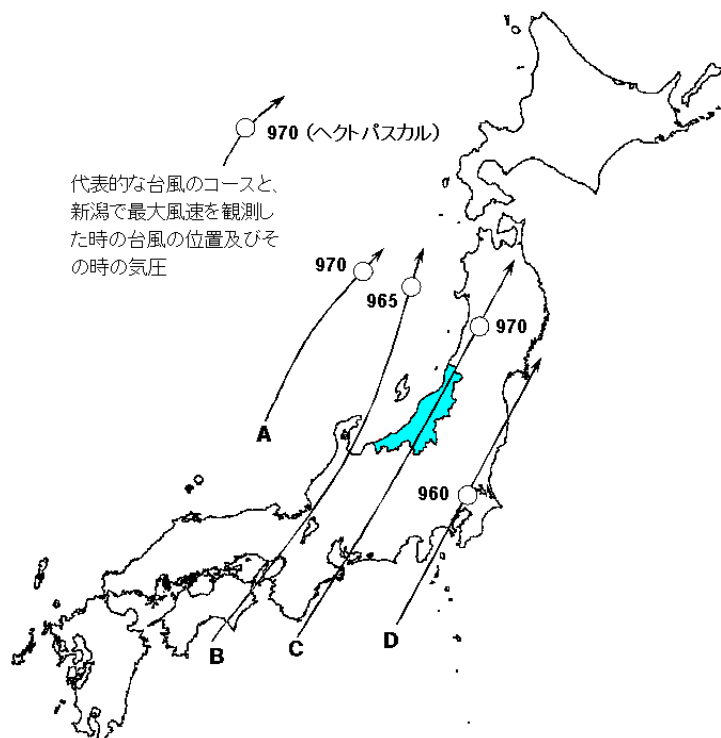 970 (ヘクトパスカル)
代表的な台風のコースと、
新潟で最大風速を観測し
た時の台風の位置及びそ
の時の気圧
970
965
970
A
960
B
C
D